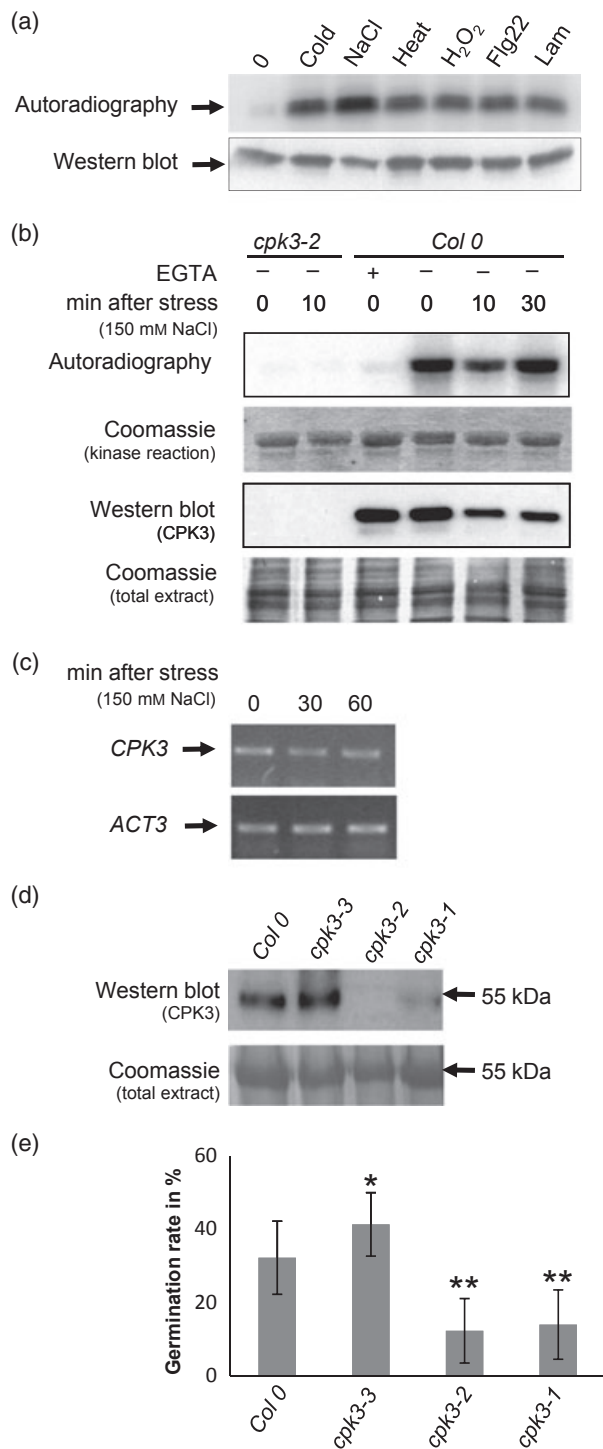 (a)
0 Cold NaCl Heat H₂O₂ Flg22 Lam
Autoradiography
Western blot
(b)
cpk3-2 Col 0
EGTA – – + – – –
min after stress 0 10 0 0 10 30
(150 mM NaCl)
Autoradiography
Coomassie
(kinase reaction)
Western blot
(CPK3)
Coomassie
(total extract)
(c)
min after stress
(150 mM NaCl) 0 30 60
CPK3
ACT3
(d)
Col 0 cpk3-3 cpk3-2 cpk3-1
Western blot 55 kDa
(CPK3)
Coomassie 55 kDa
(total extract)
(e)
Germination rate in %
60
40
20
0
* ** **
Col 0 cpk3-3 cpk3-2 cpk3-1